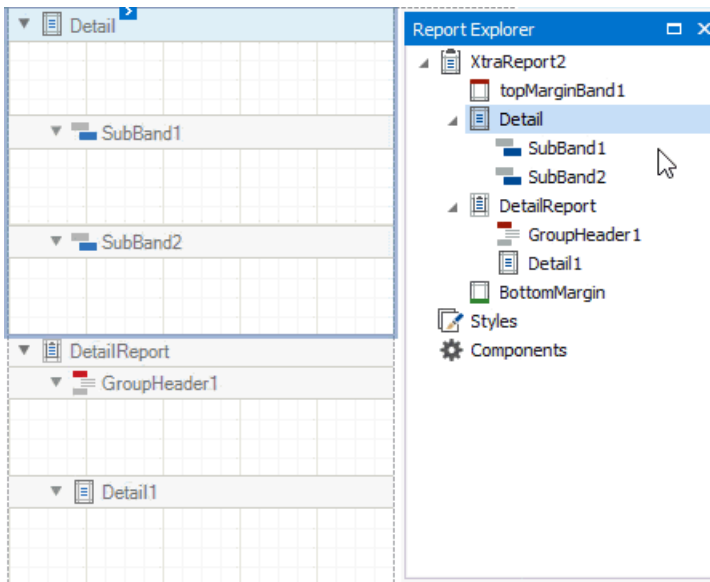 Detail
SubBand1
SubBand2
DetailReport
GroupHeader1
Detail1
Report Explorer
XtraReport2
topMarginBand1
Detail
SubBand1
SubBand2
DetailReport
GroupHeader1
Detail1
BottomMargin
Styles
Components